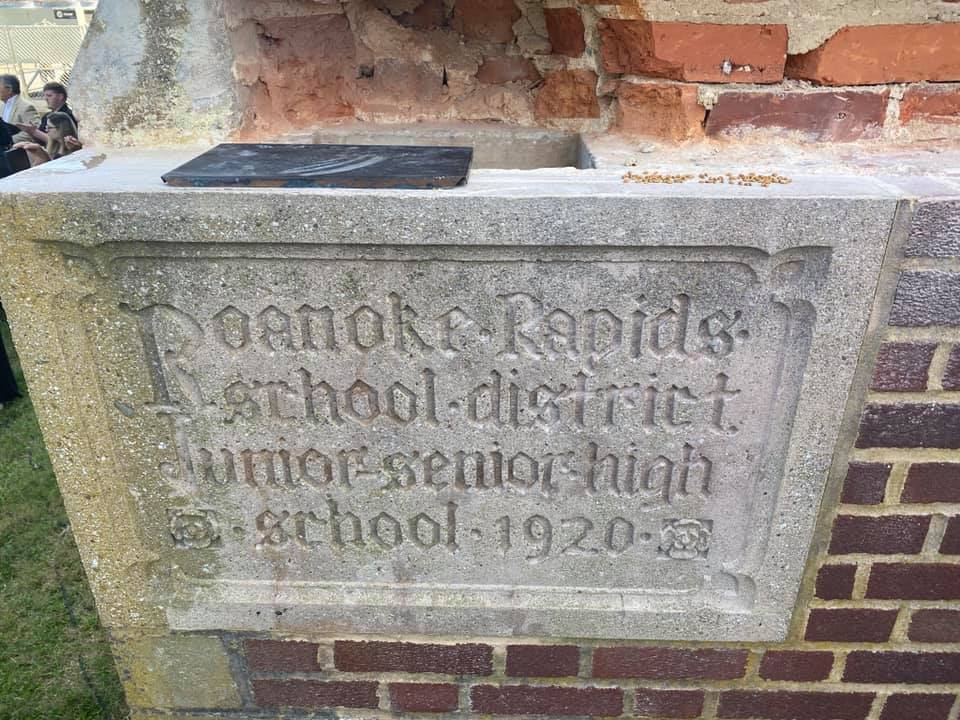 Roanoke·Rapids·
school·district
Junior-senior-high
·school·1920·